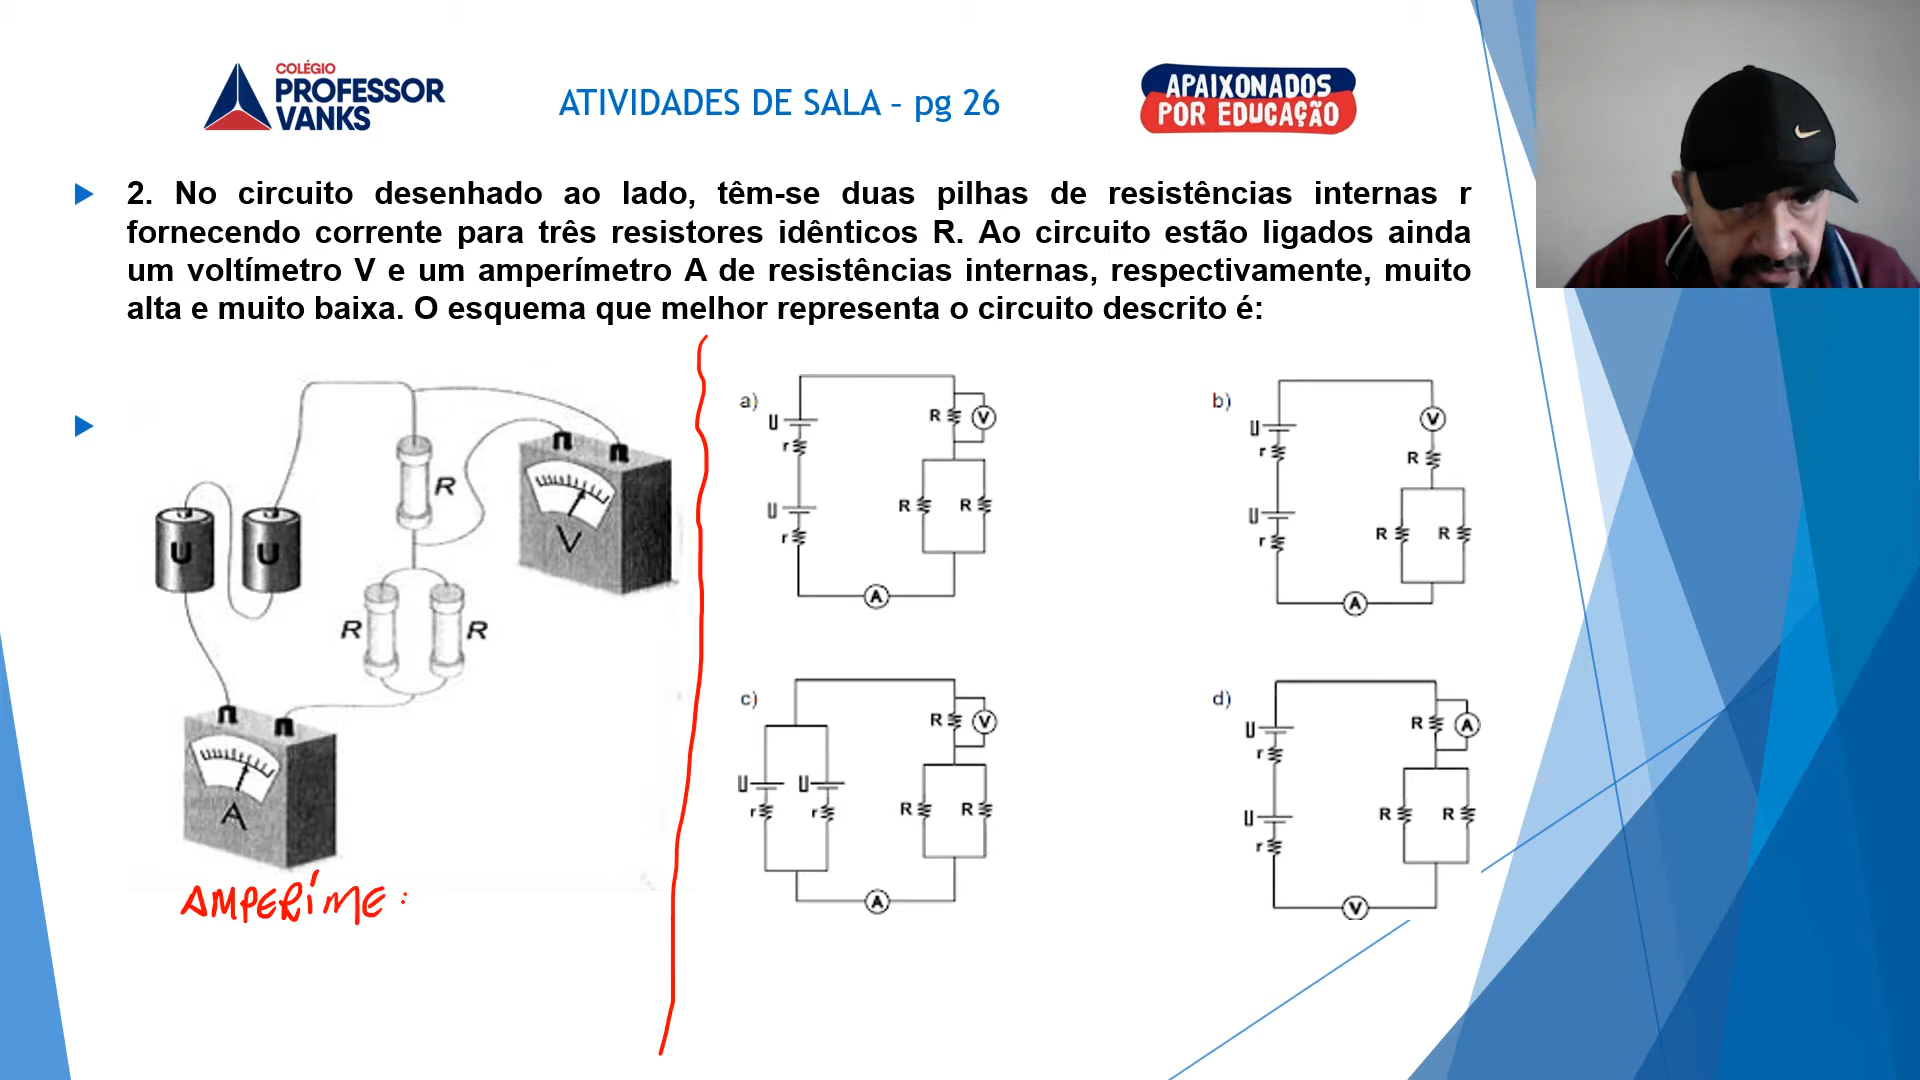 COLÉGIO
PROFESSOR
VANKS
ATIVIDADES DE SALA – pg 26
APAIXONADOS
POR EDUCAÇÃO
2. No circuito desenhado ao lado, têm-se duas pilhas de resistências internas r
fornecendo corrente para três resistores idênticos R. Ao circuito estão ligados ainda
um voltímetro V e um amperímetro A de resistências internas, respectivamente, muito
alta e muito baixa. O esquema que melhor representa o circuito descrito é:
U
U
R
V
R
R
A
AMPERÍME:
a)
U
r
U
r
R
V
R
R
A
b)
U
r
U
r
V
R
R
R
A
c)
U
r
U
r
R
V
R
R
A
d)
U
r
U
r
R
A
R
R
V